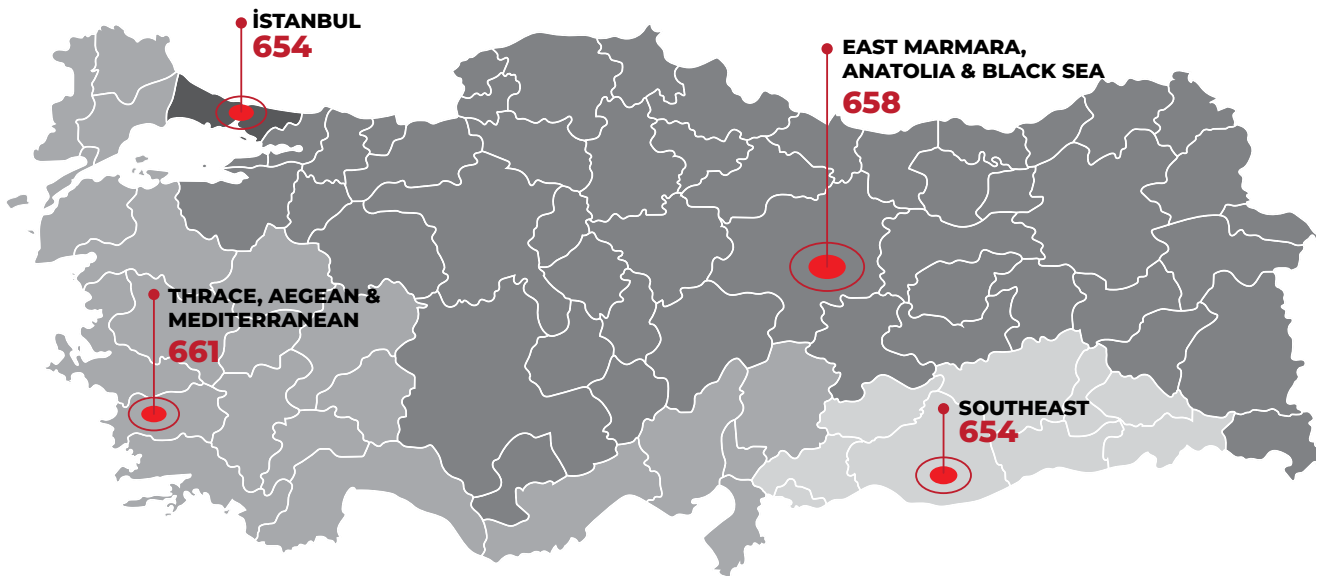 İSTANBUL
654
EAST MARMARA,
ANATOLIA & BLACK SEA
658
THRACE, AEGEAN &
MEDITERRANEAN
661
SOUTHEAST
654